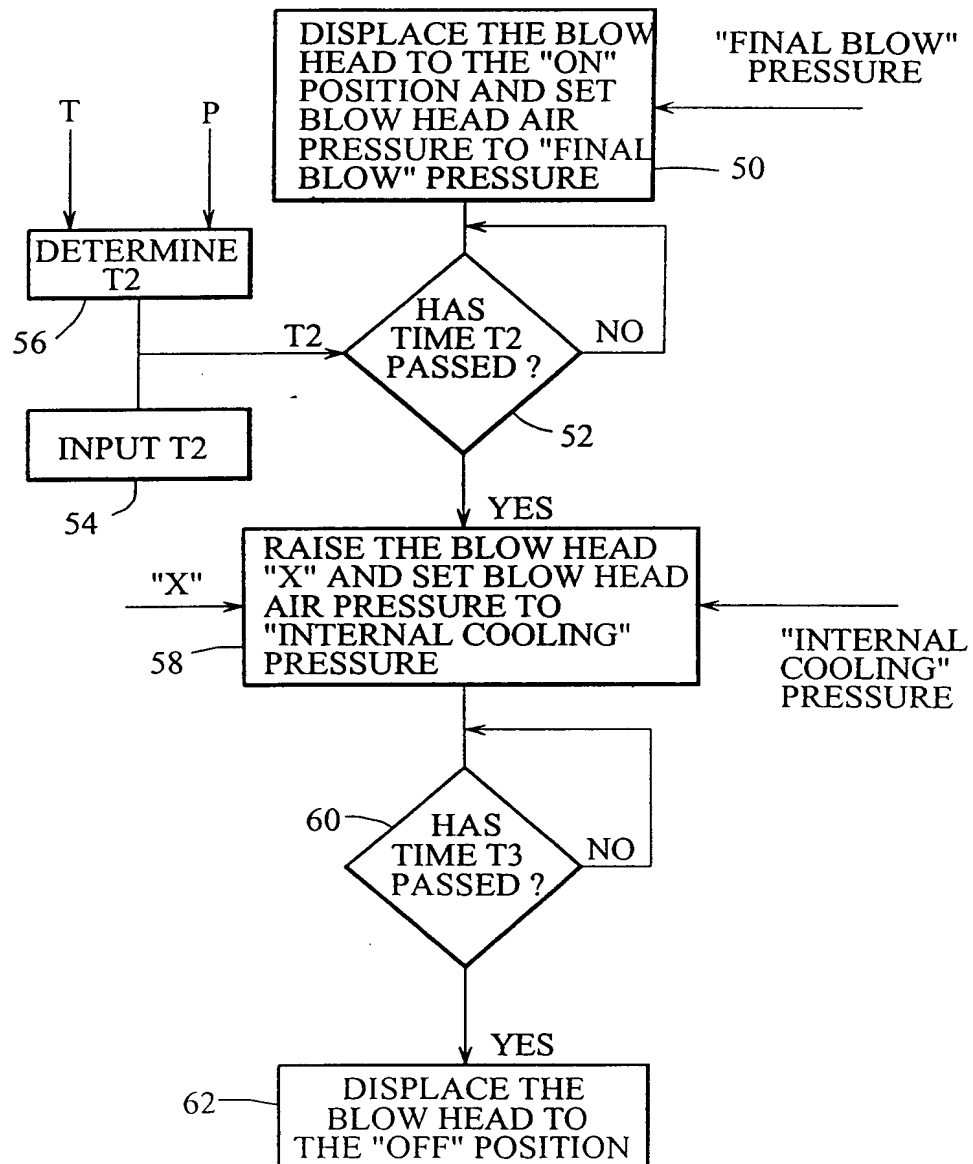 DISPLACE THE BLOW
HEAD TO THE "ON"
POSITION AND SET
BLOW HEAD AIR
PRESSURE TO "FINAL
BLOW" PRESSURE
"FINAL BLOW"
PRESSURE
50
T
P
DETERMINE
T2
56
T2
HAS
TIME T2
PASSED ?
NO
52
INPUT T2
54
YES
RAISE THE BLOW HEAD
"X" AND SET BLOW HEAD
AIR PRESSURE TO
"INTERNAL COOLING"
PRESSURE
"X"
58
"INTERNAL
COOLING"
PRESSURE
60
HAS
TIME T3
PASSED ?
NO
YES
62
DISPLACE THE
BLOW HEAD TO
THE "OFF" POSITION